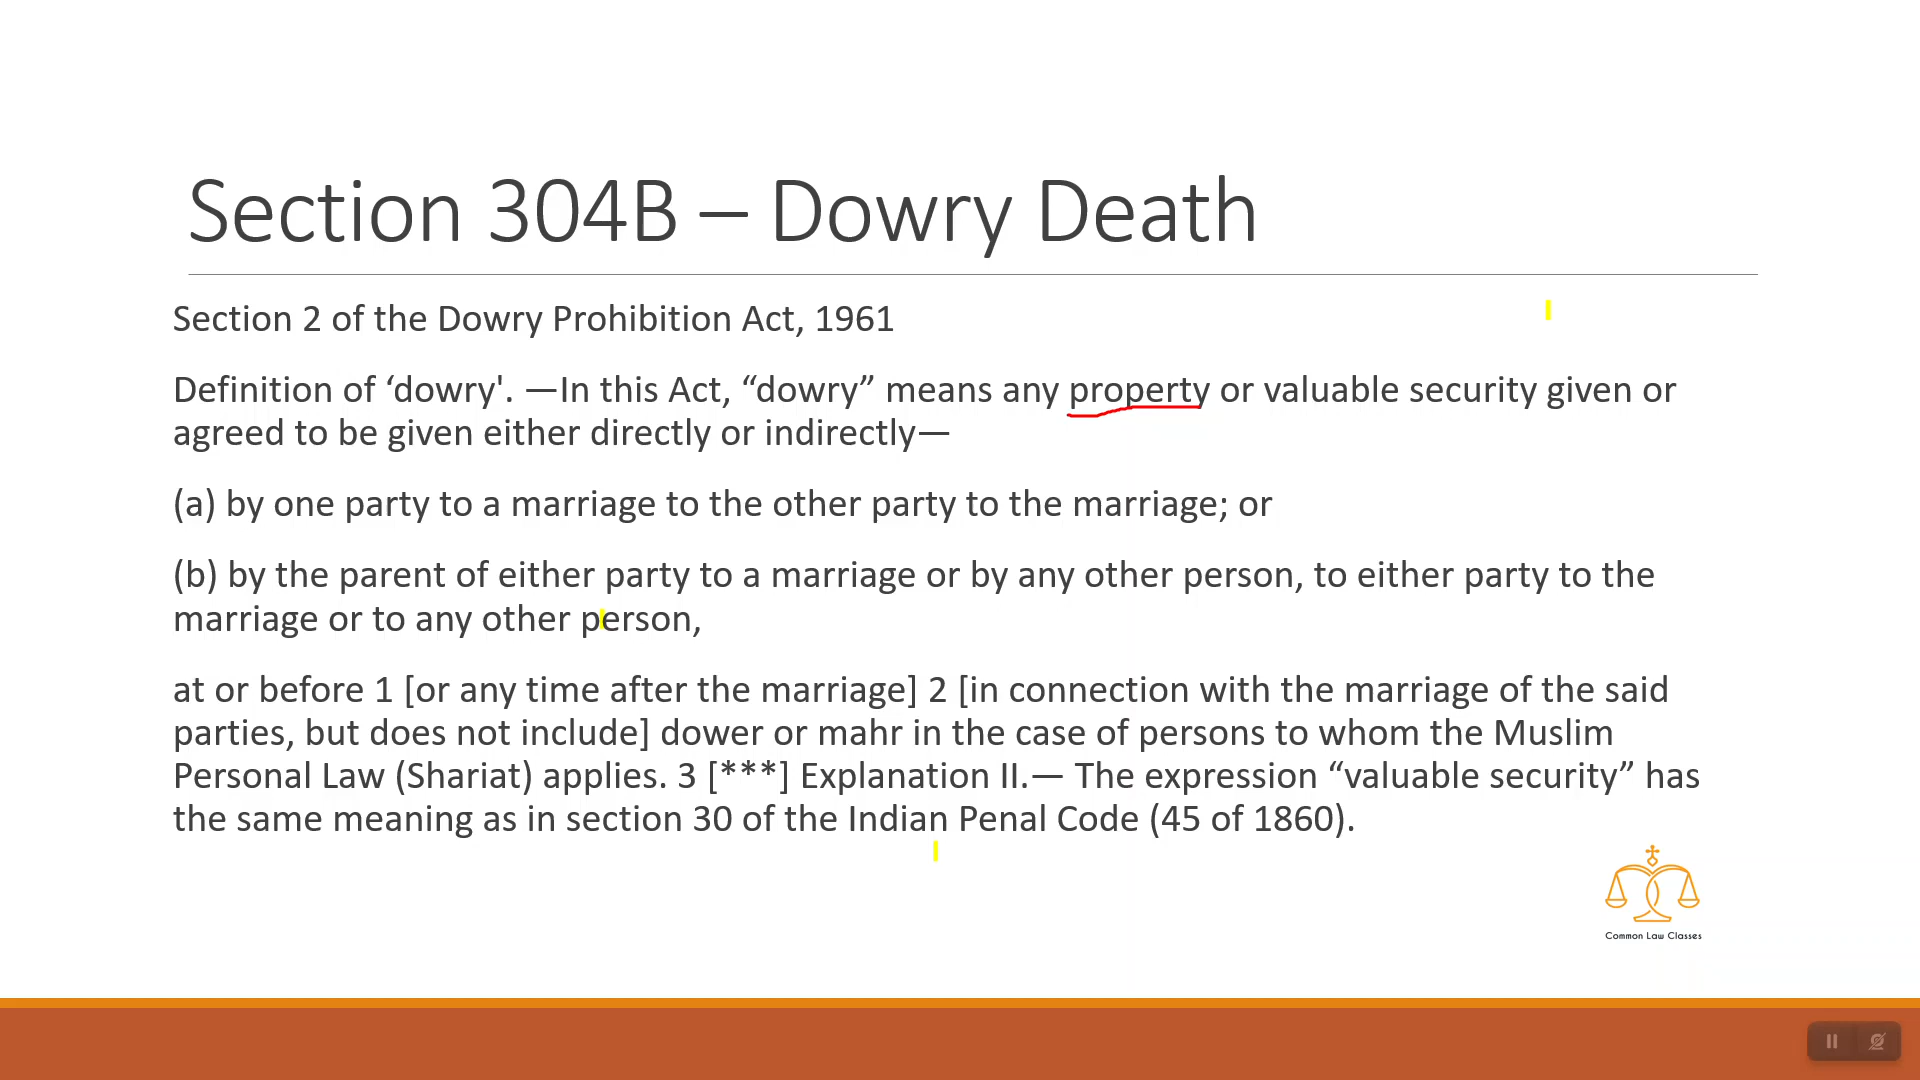 Section 304B – Dowry Death
Section 2 of the Dowry Prohibition Act, 1961
Definition of ‘dowry'. —In this Act, “dowry” means any property or valuable security given or
agreed to be given either directly or indirectly—
(a) by one party to a marriage to the other party to the marriage; or
(b) by the parent of either party to a marriage or by any other person, to either party to the
marriage or to any other person,
at or before 1 [or any time after the marriage] 2 [in connection with the marriage of the said
parties, but does not include] dower or mahr in the case of persons to whom the Muslim
Personal Law (Shariat) applies. 3 [***] Explanation II.— The expression “valuable security” has
the same meaning as in section 30 of the Indian Penal Code (45 of 1860).
Common Law Classes